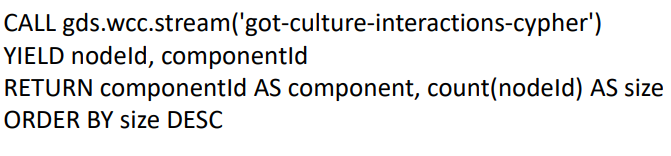 CALL gds.wcc.stream('got-culture-interactions-cypher')
YIELD nodeId, componentId
RETURN componentId AS component, count(nodeId) AS size
ORDER BY size DESC